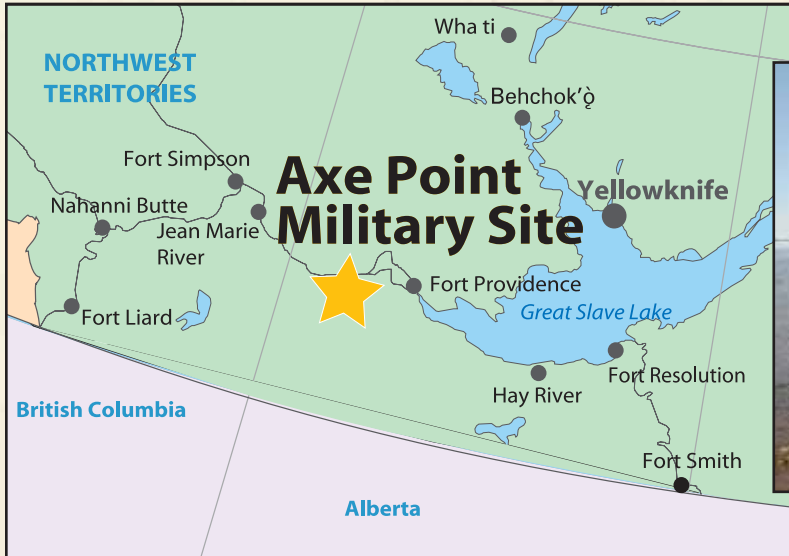 Wha ti
NORTHWEST
TERRITORIES
Behchok'ǫ̀
Fort Simpson
Axe Point
Military Site
Yellowknife
Nahanni Butte
Jean Marie
River
Fort Providence
Great Slave Lake
Fort Liard
Fort Resolution
Hay River
British Columbia
Fort Smith
Alberta